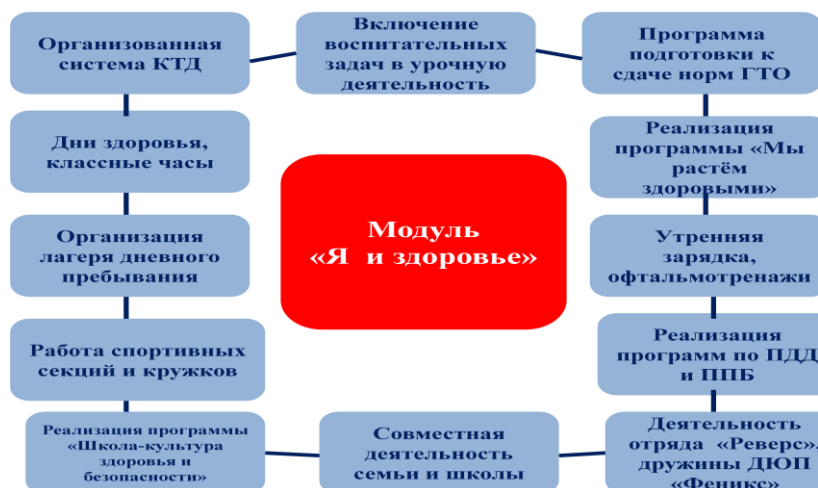 Организованная
система КТД
Включение
воспитательных
задач в урочную
деятельность
Программа
подготовки к
сдаче норм ГТО
Дни здоровья,
классные часы
Реализация
программы «Мы
растём
здоровыми»
Модуль
«Я и здоровье»
Организация
лагеря дневного
пребывания
Утренняя
зарядка,
офтальмотренажи
Работа спортивных
секций и кружков
Реализация
программ по ПДД
и ППБ
Реализация программы
«Школа-культура
здоровья и
безопасности»
Совместная
деятельность
семьи и школы
Деятельность
отряда «Реверс»,
дружины ДЮП
«Феникс»